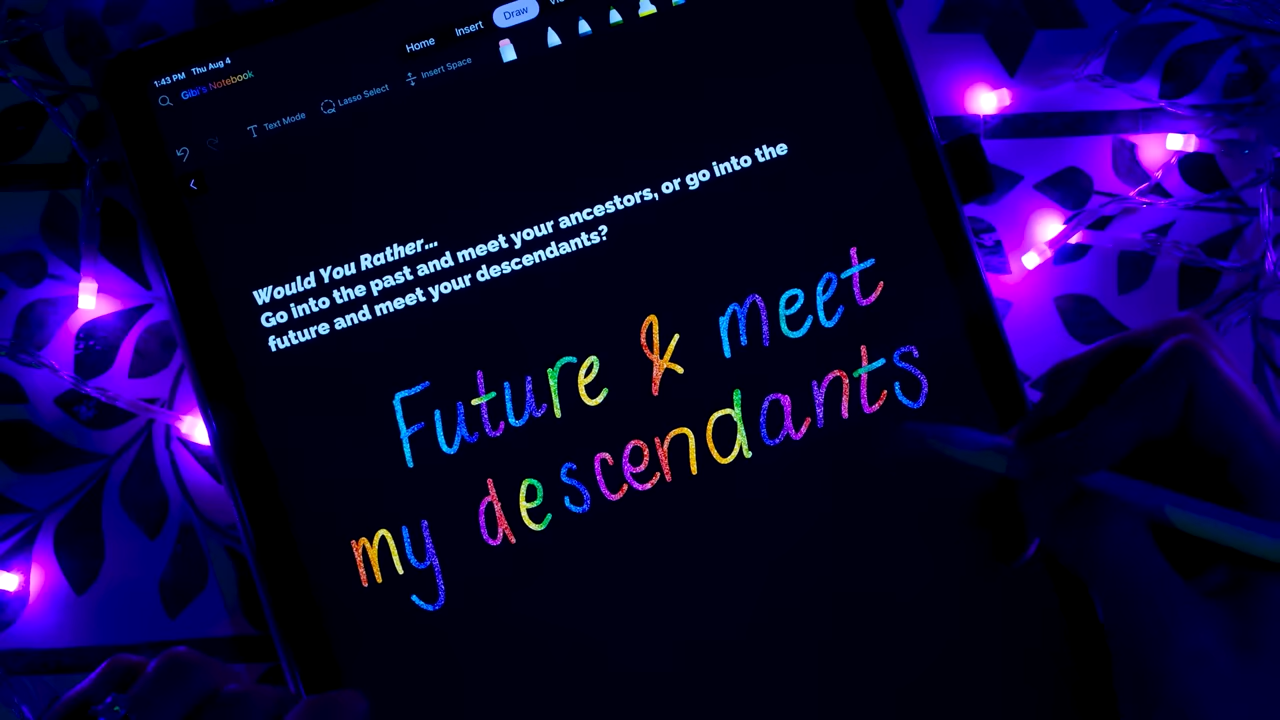 Home Insert Draw
1:43 PM Thu Aug 4
Gibi's Notebook
Text Mode Lasso Select Insert Space
Would You Rather...
Go into the past and meet your ancestors, or go into the
future and meet your descendants?
Future & meet
my descendants